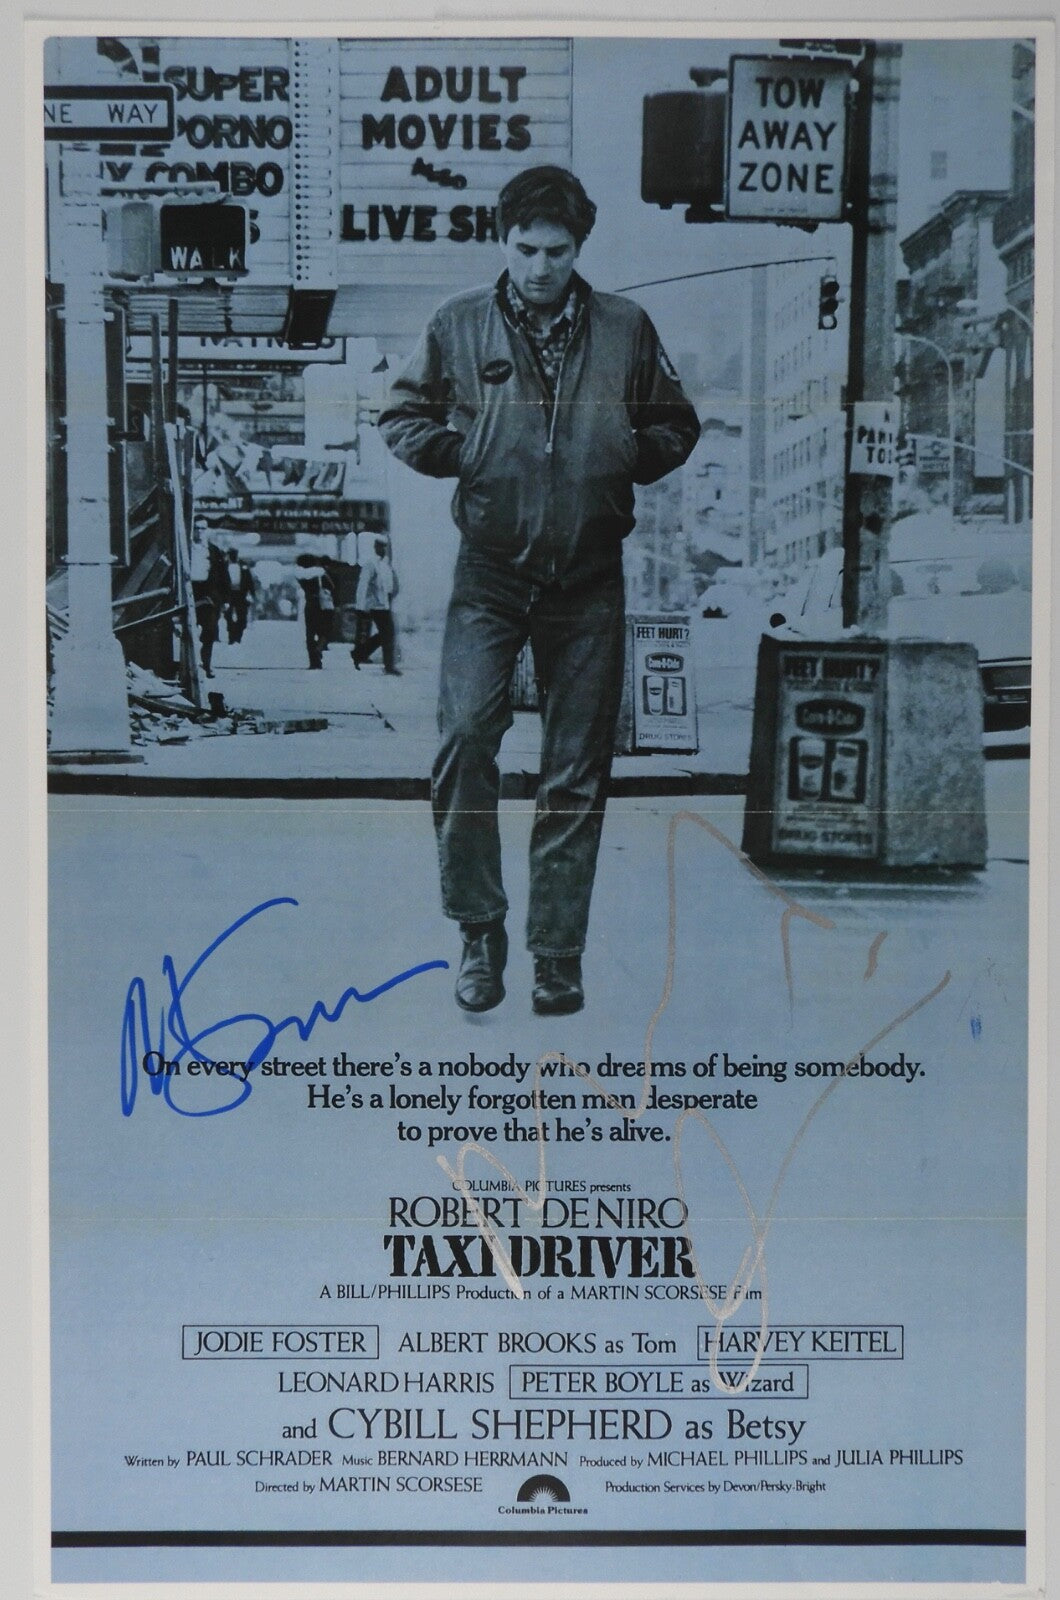 NE WAY
SUPER
PORNO
COMBO
ADULT
MOVIES
ALSO
LIVE SH
TOW
AWAY
ZONE
WALK
LUNCH DINNER
FEET HURT?
DRUG STORES
FEET HURT?
DRUG STORES
On every street there's a nobody who dreams of being somebody.
He's a lonely forgotten man desperate
to prove that he's alive.
COLUMBIA PICTURES presents
ROBERT DE NIRO
TAXI DRIVER
A BILL/PHILLIPS Production of a MARTIN SCORSESE Film
JODIE FOSTER ALBERT BROOKS as Tom HARVEY KEITEL
LEONARD HARRIS PETER BOYLE as Wizard
and CYBILL SHEPHERD as Betsy
Written by PAUL SCHRADER Music BERNARD HERRMANN Produced by MICHAEL PHILLIPS and JULIA PHILLIPS
Directed by MARTIN SCORSESE
Columbia Pictures
Production Services by Devon/Persky-Bright